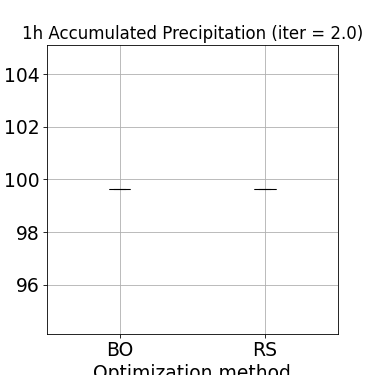 1h Accumulated Precipitation (iter = 2.0)
104
102
100
98
96
BO RS
Optimization method